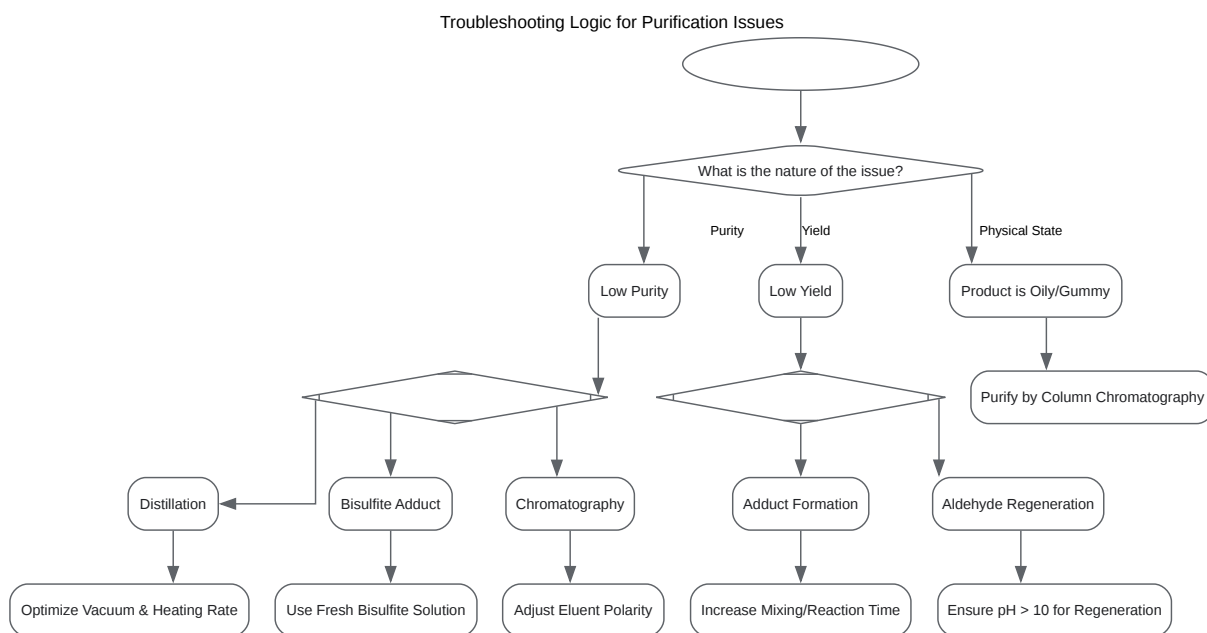 Troubleshooting Logic for Purification Issues
What is the nature of the issue?
Purity
Yield
Physical State
Low Purity
Low Yield
Product is Oily/Gummy
Purify by Column Chromatography
Distillation
Bisulfite Adduct
Chromatography
Adduct Formation
Aldehyde Regeneration
Optimize Vacuum & Heating Rate
Use Fresh Bisulfite Solution
Adjust Eluent Polarity
Increase Mixing/Reaction Time
Ensure pH > 10 for Regeneration